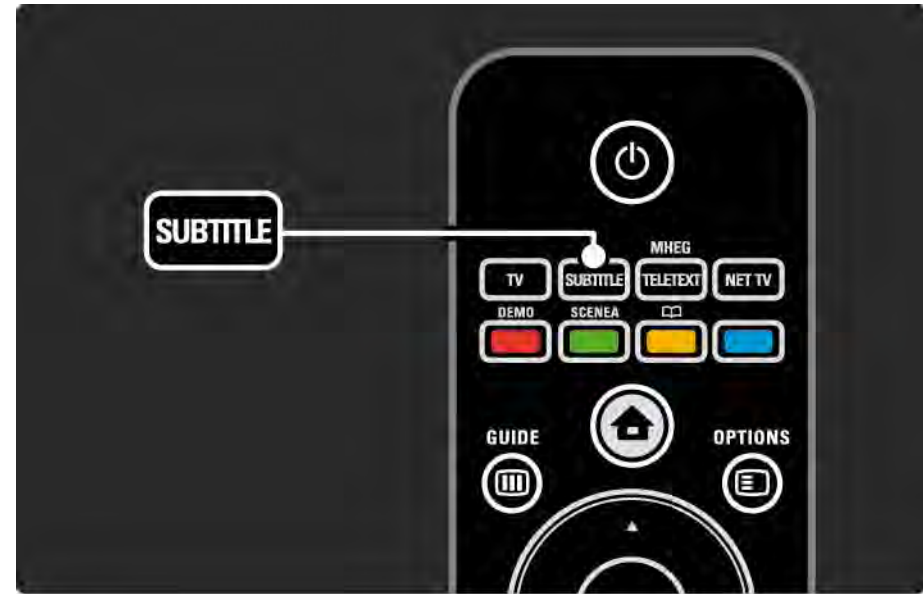 SUBTITLE
MHEG
TV SUBTITLE TELETEXT NET TV
DEMO SCENEA
GUIDE OPTIONS